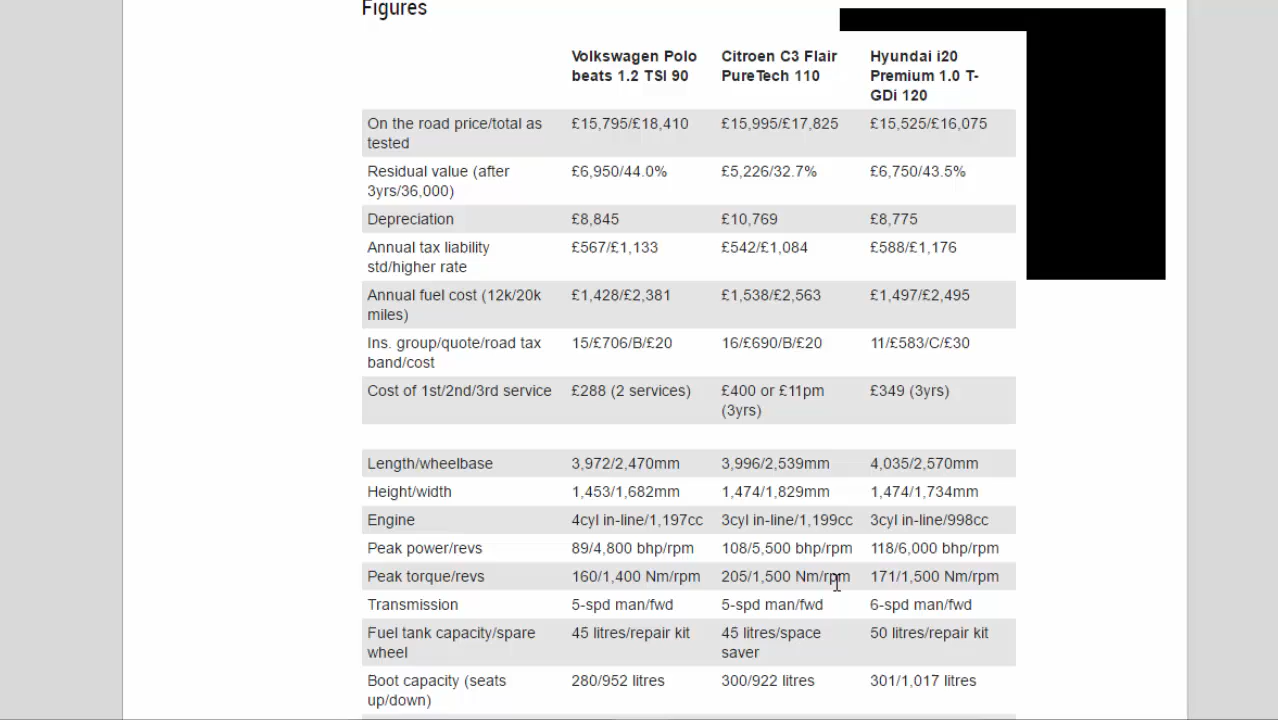 Figures
Volkswagen Polo beats 1.2 TSI 90 Citroen C3 Flair PureTech 110 Hyundai i20 Premium 1.0 T-GDi 120
On the road price/total as tested £15,795/£18,410 £15,995/£17,825 £15,525/£16,075
Residual value (after 3yrs/36,000) £6,950/44.0% £5,226/32.7% £6,750/43.5%
Depreciation £8,845 £10,769 £8,775
Annual tax liability std/higher rate £567/£1,133 £542/£1,084 £588/£1,176
Annual fuel cost (12k/20k miles) £1,428/£2,381 £1,538/£2,563 £1,497/£2,495
Ins. group/quote/road tax band/cost 15/£706/B/£20 16/£690/B/£20 11/£583/C/£30
Cost of 1st/2nd/3rd service £288 (2 services) £400 or £11pm (3yrs) £349 (3yrs)
Length/wheelbase 3,972/2,470mm 3,996/2,539mm 4,035/2,570mm
Height/width 1,453/1,682mm 1,474/1,829mm 1,474/1,734mm
Engine 4cyl in-line/1,197cc 3cyl in-line/1,199cc 3cyl in-line/998cc
Peak power/revs 89/4,800 bhp/rpm 108/5,500 bhp/rpm 118/6,000 bhp/rpm
Peak torque/revs 160/1,400 Nm/rpm 205/1,500 Nm/rpm 171/1,500 Nm/rpm
Transmission 5-spd man/fwd 5-spd man/fwd 6-spd man/fwd
Fuel tank capacity/spare wheel 45 litres/repair kit 45 litres/space saver 50 litres/repair kit
Boot capacity (seats up/down) 280/952 litres 300/922 litres 301/1,017 litres